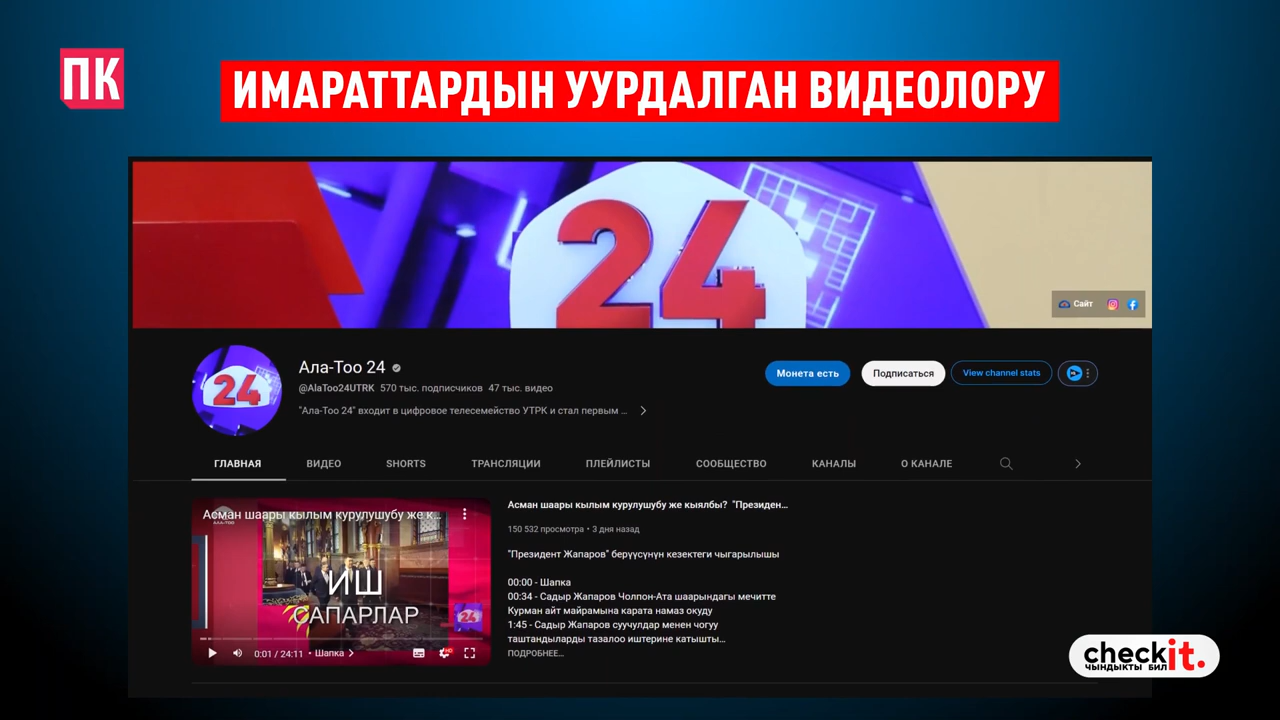 ПК
ИМАРАТТАРДЫН УУРДАЛГАН ВИДЕОЛОРУ
24
Сайт
24
Ала-Тоо 24
@AlaToo24UTRK 570 тыс. подписчиков 47 тыс. видео
"Ала-Тоо 24" входит в цифровое телесемейство УТРК и стал первым ...
Монета есть
Подписаться
View channel stats
ГЛАВНАЯ ВИДЕО SHORTS ТРАНСЛЯЦИИ ПЛЕЙЛИСТЫ СООБЩЕСТВО КАНАЛЫ О КАНАЛЕ
Асман шаары кылым курулушубу же к...
АЛА-ТОО
ИШ
САПАРЛАР
24
0:01 / 24:11 • Шапка
HD
Асман шаары кылым курулушубу же кыялбы? "Президен...
150 532 просмотра • 3 дня назад
"Президент Жапаров" берүүсүнүн кезектеги чыгарылышы
00:00 - Шапка
00:34 - Садыр Жапаров Чолпон-Ата шаарындагы мечитте
Курман айт майрамына карата намаз окуду
1:45 - Садыр Жапаров суучулдар менен чогуу
таштандыларды тазалоо иштерине катышты...
ПОДРОБНЕЕ...
checkit.
ЧЫНДЫКТЫ БИЛ